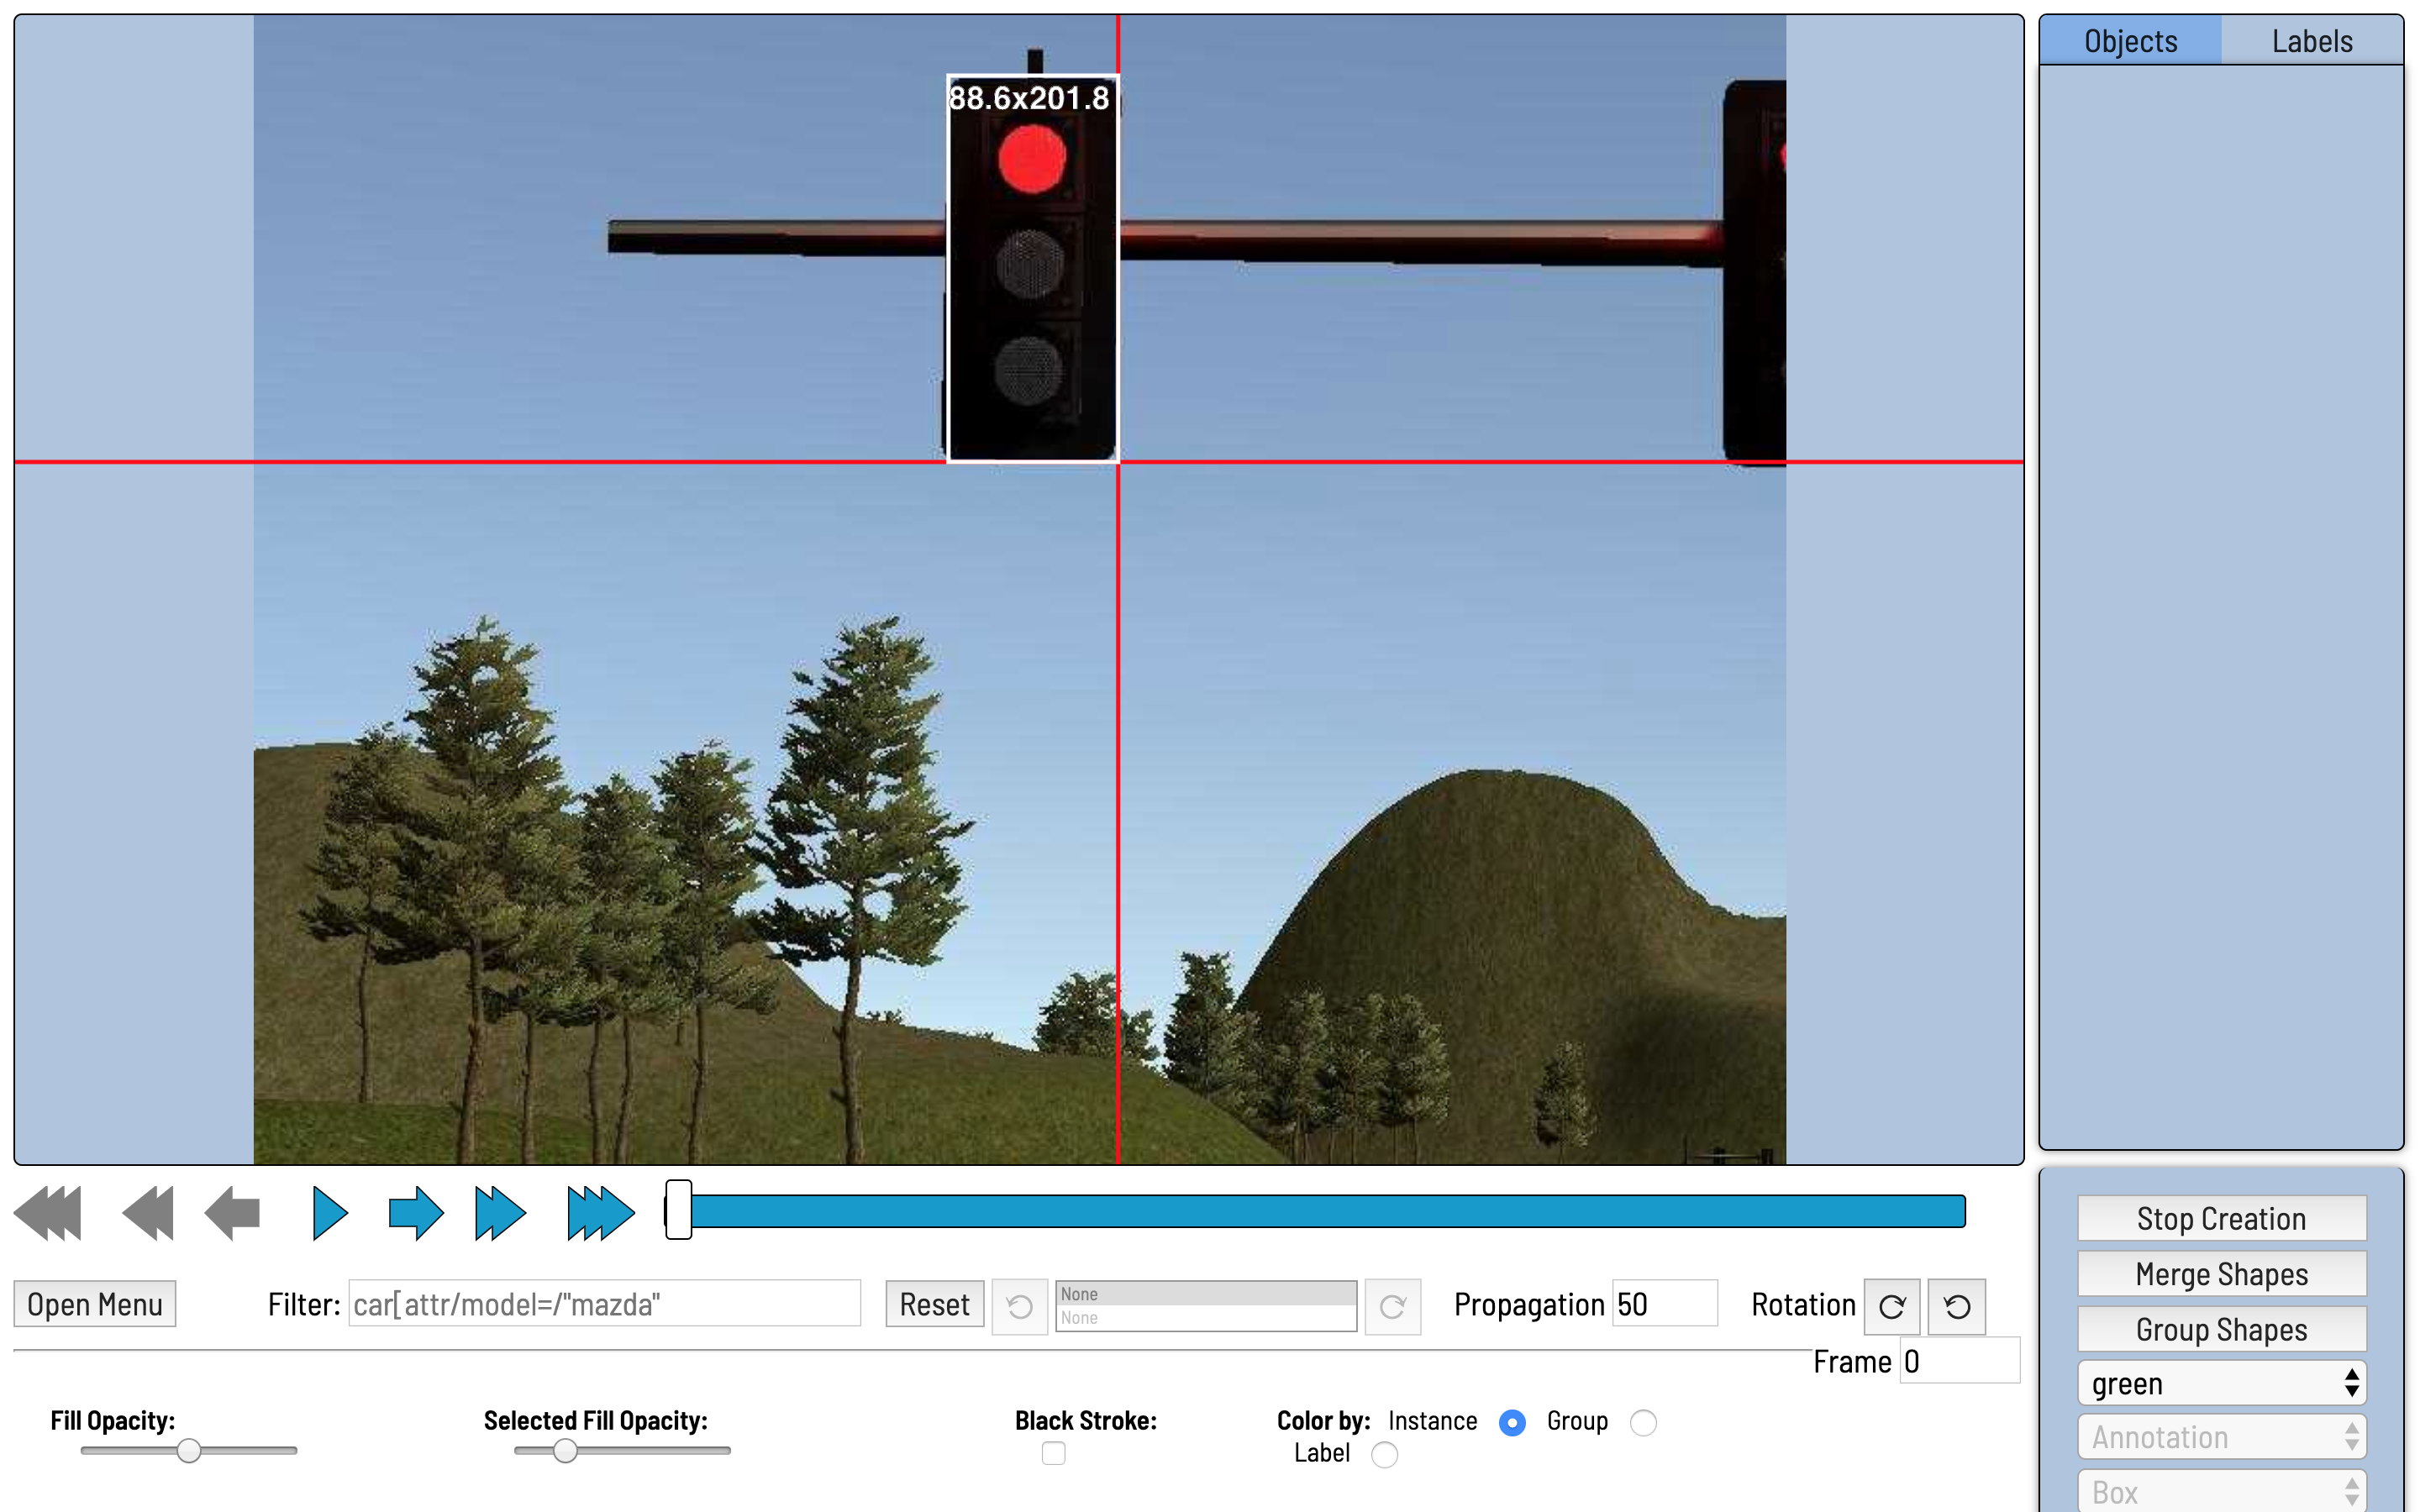 Objects Labels
88.6x201.8
Stop Creation
Merge Shapes
Group Shapes
green
Annotation
Box
Open Menu Filter: car[attr/model=/"mazda" Reset None Propagation 50 Rotation
None
Frame 0
Fill Opacity: Selected Fill Opacity: Black Stroke: Color by: Instance Group
Label